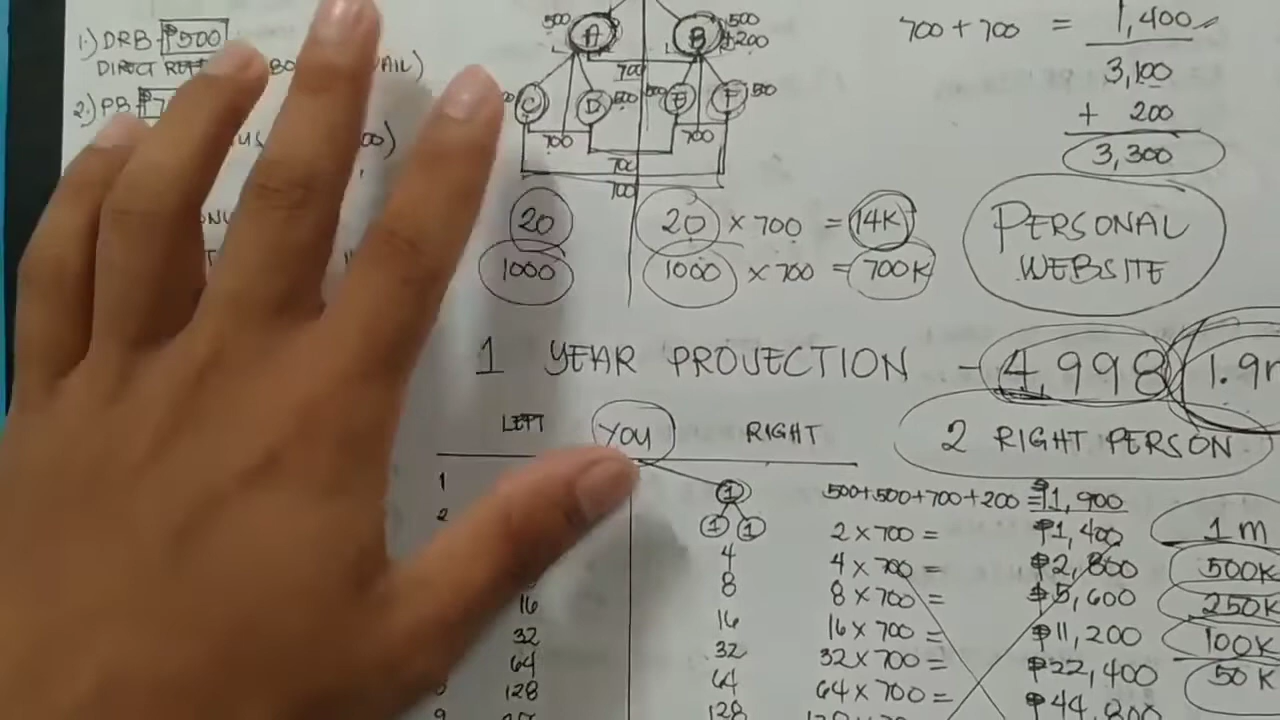 1.) DRB - ₱500
DIRECT
2.) PB
500 A B 500
+200
700
C D 500 E F 500
700 700
700
700
700 + 700 = 1,400
3,100
+ 200
3,300
20 20 × 700 = 14K
1000 1000 × 700 = 700K
PERSONAL
WEBSITE
1 YEAR PROJECTION - 4,998
LEFT YOU RIGHT
2 RIGHT PERSON
1 1 500+500+700+200 = ₱1,900
2 1 1 2 × 700 = ₱1,400 1m
4 4 × 700 = ₱2,800 500K
8 8 × 700 = ₱5,600 250K
16 16 16 × 700 = ₱11,200 100K
32 32 32 × 700 = ₱22,400 50K
64 64 64 × 700 = ₱44,800
128 128